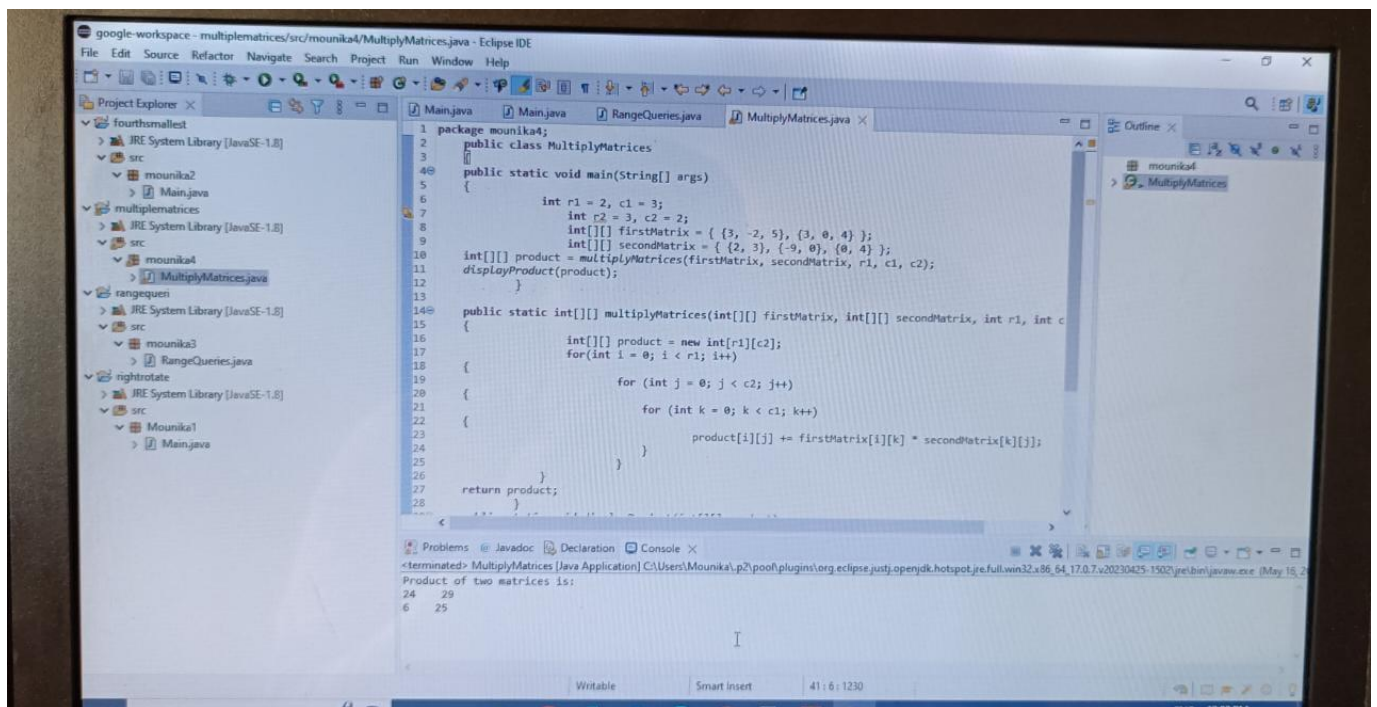 google-workspace - multiplematrices/src/mounika4/MultiplyMatrices.java - Eclipse IDE
File Edit Source Refactor Navigate Search Project Run Window Help
Project Explorer
fourthsmallest
JRE System Library [JavaSE-1.8]
src
mounika2
Main.java
multiplematrices
JRE System Library [JavaSE-1.8]
src
mounika4
MultiplyMatrices.java
rangequeri
JRE System Library [JavaSE-1.8]
src
mounika3
RangeQueries.java
rightrotate
JRE System Library [JavaSE-1.8]
src
Mounika1
Main.java
Main.java Main.java RangeQueries.java MultiplyMatrices.java
1 package mounika4;
2 public class MultiplyMatrices
3 {
4 public static void main(String[] args)
5 {
6 int r1 = 2, c1 = 3;
7 int r2 = 3, c2 = 2;
8 int[][] firstMatrix = { {3, -2, 5}, {3, 0, 4} };
9 int[][] secondMatrix = { {2, 3}, {-9, 0}, {0, 4} };
10 int[][] product = multiplyMatrices(firstMatrix, secondMatrix, r1, c1, c2);
11 displayProduct(product);
12 }
13
14 public static int[][] multiplyMatrices(int[][] firstMatrix, int[][] secondMatrix, int r1, int c
15 {
16 int[][] product = new int[r1][c2];
17 for(int i = 0; i < r1; i++)
18 {
19 for (int j = 0; j < c2; j++)
20 {
21 for (int k = 0; k < c1; k++)
22 {
23 product[i][j] += firstMatrix[i][k] * secondMatrix[k][j];
24 }
25 }
26 }
27 return product;
28 }
Outline
mounika4
MultiplyMatrices
Problems Javadoc Declaration Console
<terminated> MultiplyMatrices [Java Application] C:\Users\Mounika\.p2\pool\plugins\org.eclipse.justj.openjdk.hotspot.jre.full.win32.x86_64_17.0.7.v20230425-1502\jre\bin\javaw.exe (May 16, 2
Product of two matrices is:
24 29
6 25
Writable Smart Insert 41 : 6 : 1230